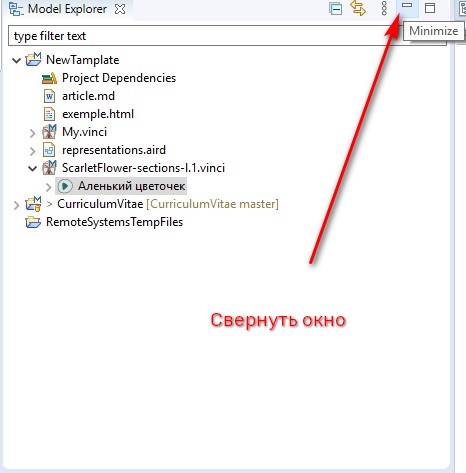 Model Explorer
Minimize
type filter text
NewTamplate
Project Dependencies
article.md
exemple.html
My.vinci
representations.aird
ScarletFlower-sections-I.1.vinci
Аленький цветочек
> CurriculumVitae [CurriculumVitae master]
RemoteSystemsTempFiles
Свернуть окно